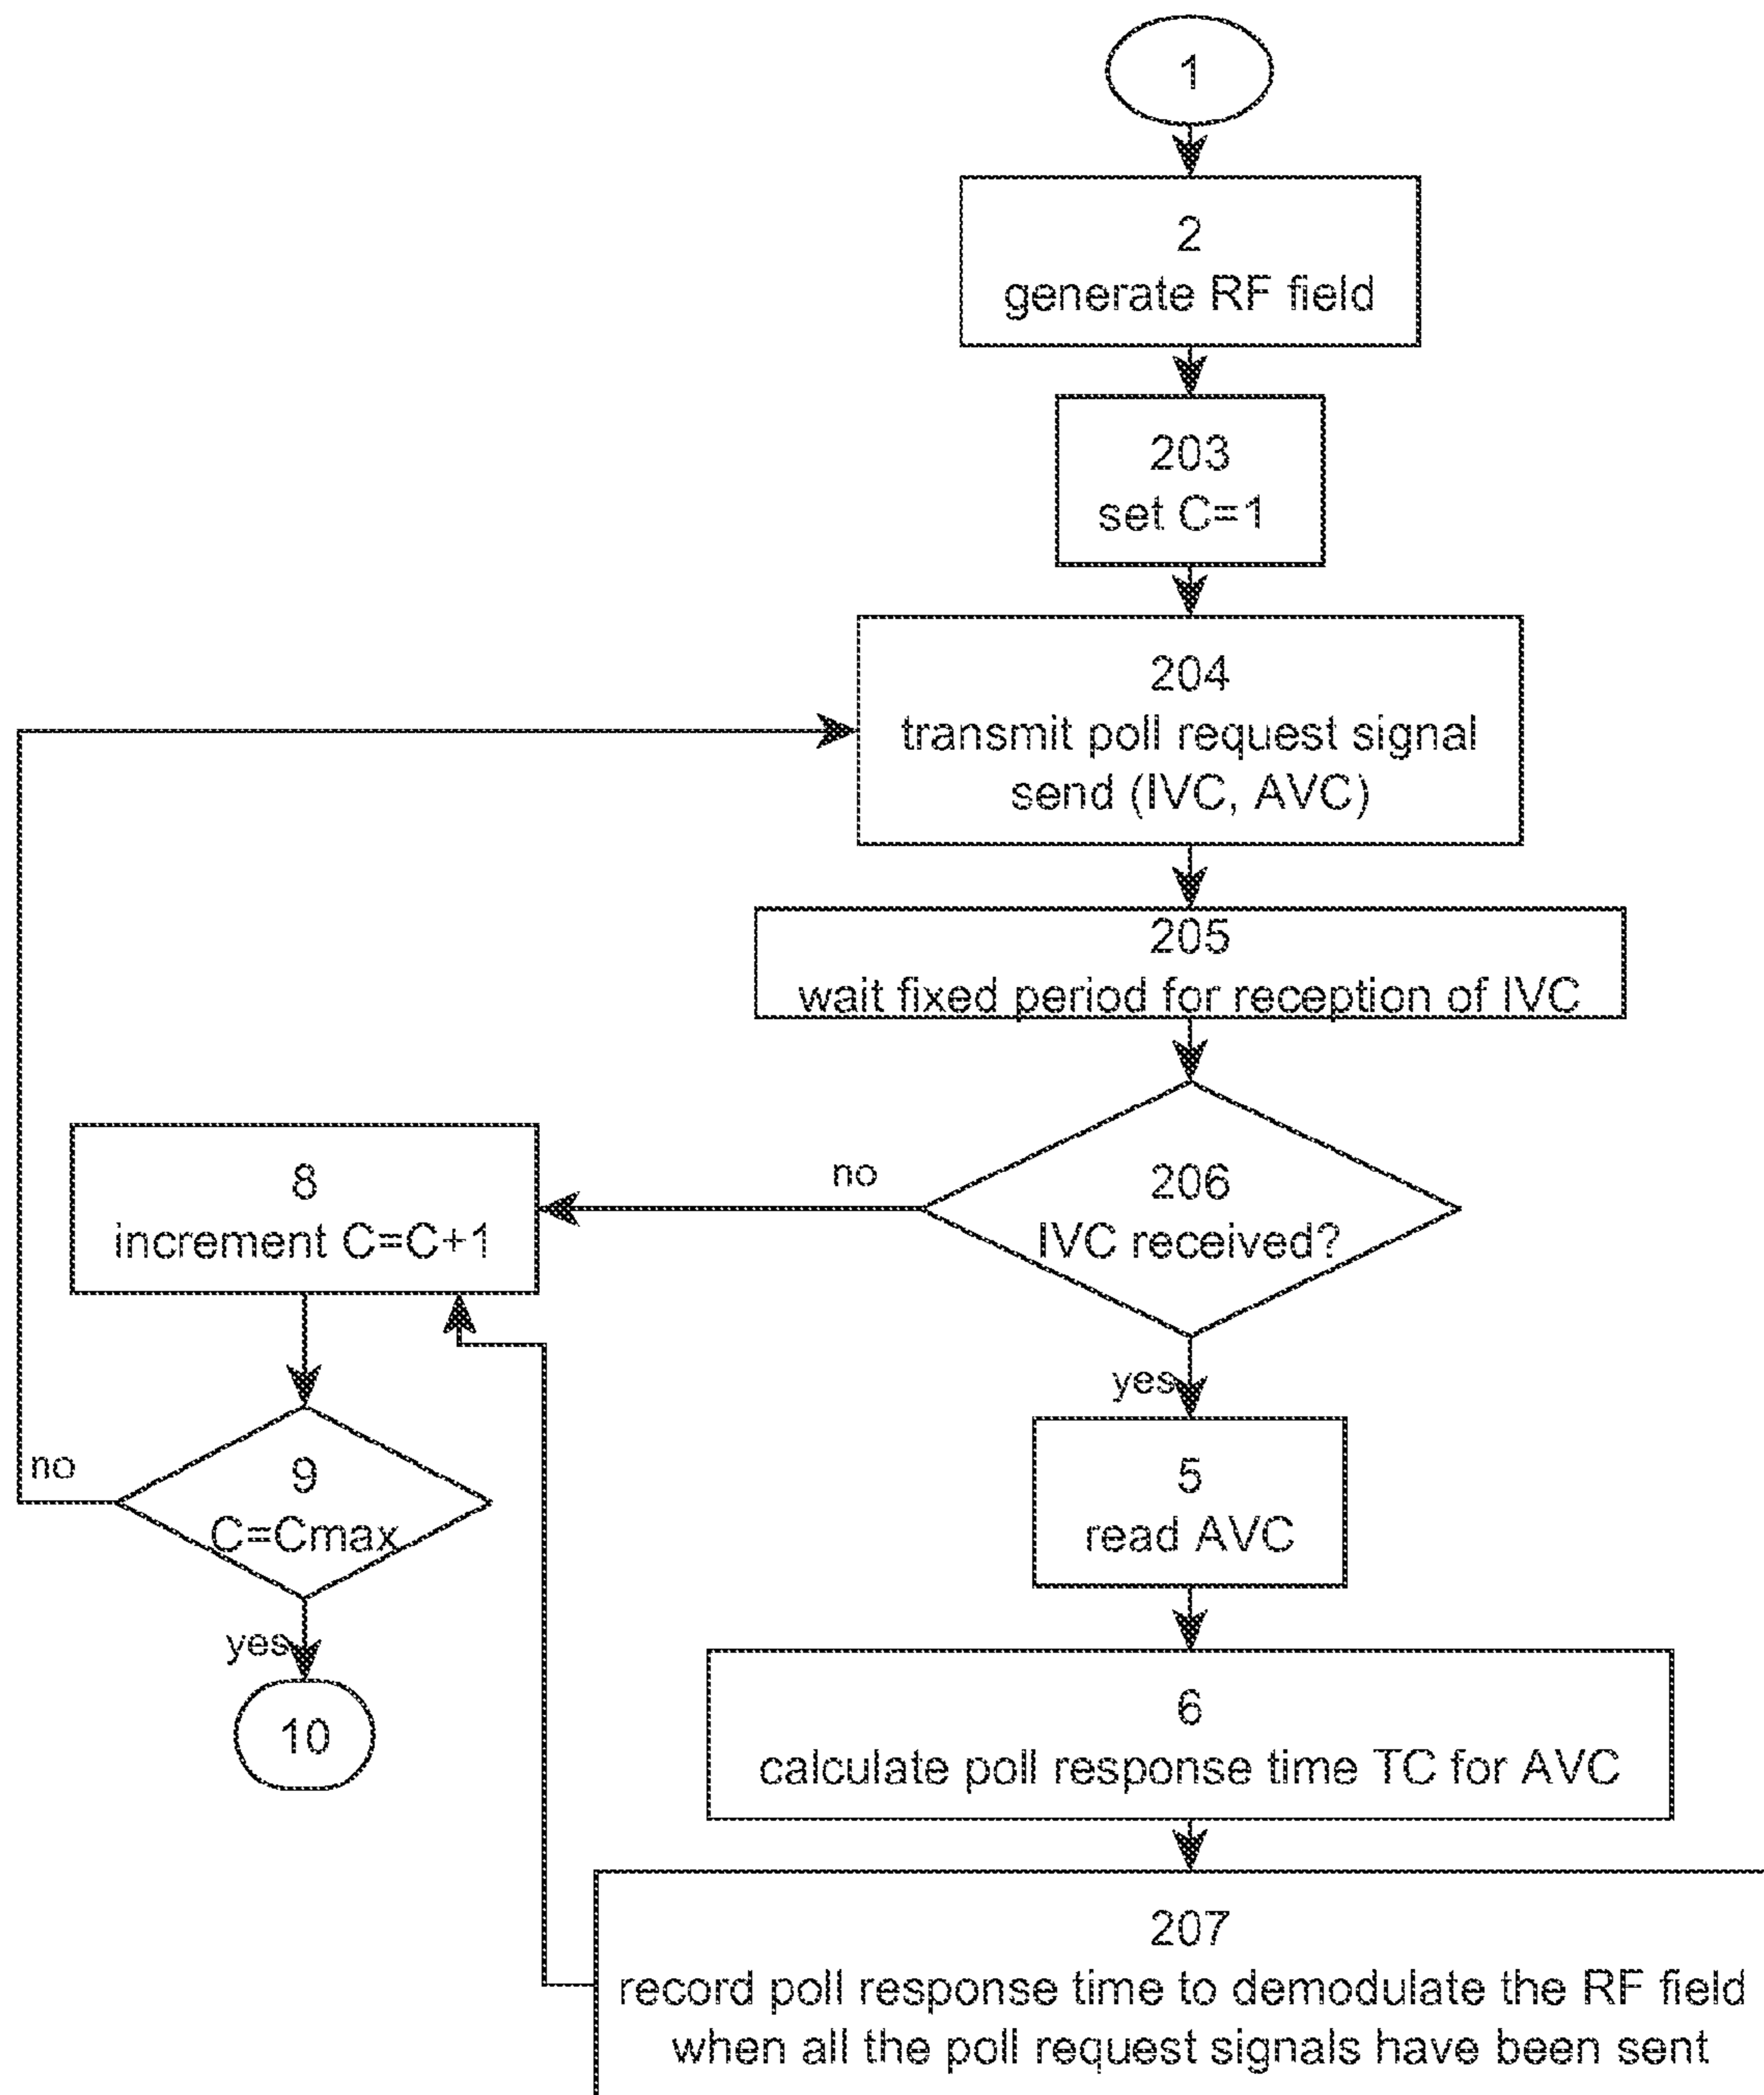 1
2
generate RF field
203
set C=1
204
transmit poll request signal
send (IVC, AVC)
205
wait fixed period for reception of IVC
206
IVC received?
no
yes
8
increment C=C+1
9
C=Cmax
no
yes
10
5
read AVC
6
calculate poll response time TC for AVC
207
record poll response time to demodulate the RF field
when all the poll request signals have been sent